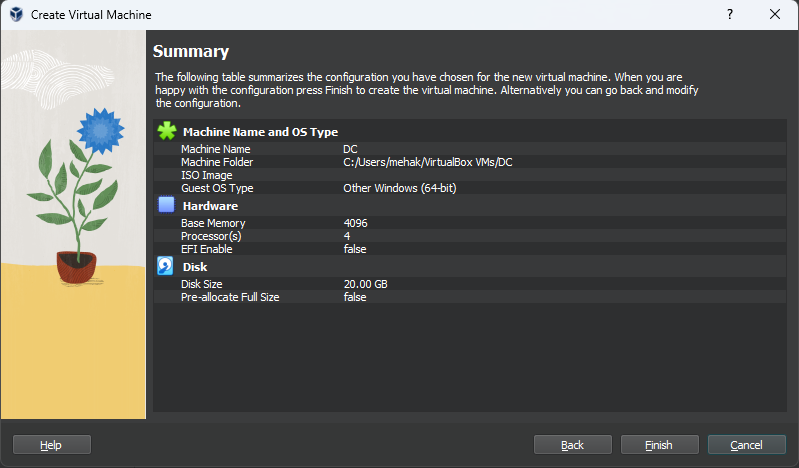 Create Virtual Machine ?
Summary
The following table summarizes the configuration you have chosen for the new virtual machine. When you are
happy with the configuration press Finish to create the virtual machine. Alternatively you can go back and modify
the configuration.
Machine Name and OS Type
Machine Name DC
Machine Folder C:/Users/mehak/VirtualBox VMs/DC
ISO Image
Guest OS Type Other Windows (64-bit)
Hardware
Base Memory 4096
Processor(s) 4
EFI Enable false
Disk
Disk Size 20.00 GB
Pre-allocate Full Size false
Help Back Finish Cancel